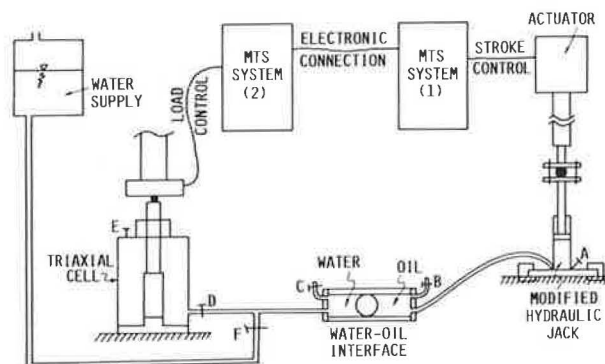 ACTUATOR
MTS
SYSTEM
(2)
ELECTRONIC
CONNECTION
MTS
SYSTEM
(1)
STROKE
CONTROL
WATER
SUPPLY
LOAD
CONTROL
E
TRIAXIAL
CELL
D
F
C
WATER
OIL
B
WATER-OIL
INTERFACE
A
MODIFIED
HYDRAULIC
JACK